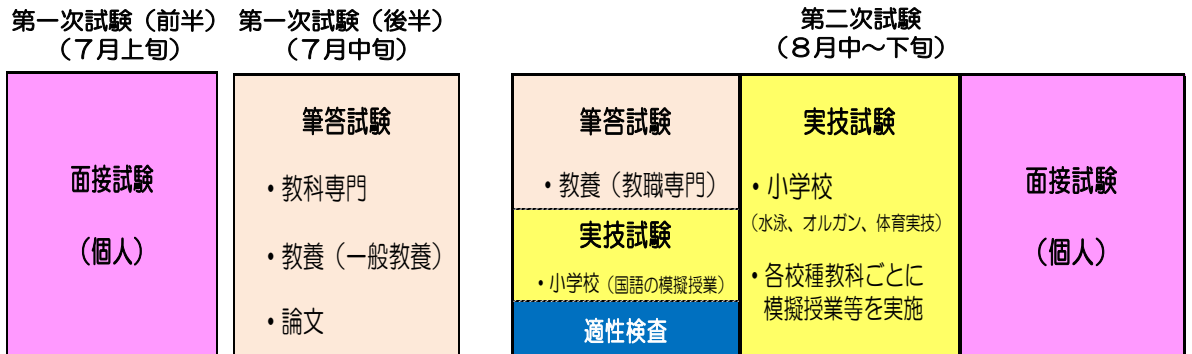 第一次試験（前半）
（７月上旬）
面接試験
（個人）
第一次試験（後半）
（７月中旬）
筆答試験
・教科専門
・教養（一般教養）
・論文
第二次試験
（８月中～下旬）
筆答試験
・教養（教職専門）
実技試験
・小学校（国語の模擬授業）
適性検査
実技試験
・小学校
（水泳、オルガン、体育実技）
・各校種教科ごとに
模擬授業等を実施
面接試験
（個人）